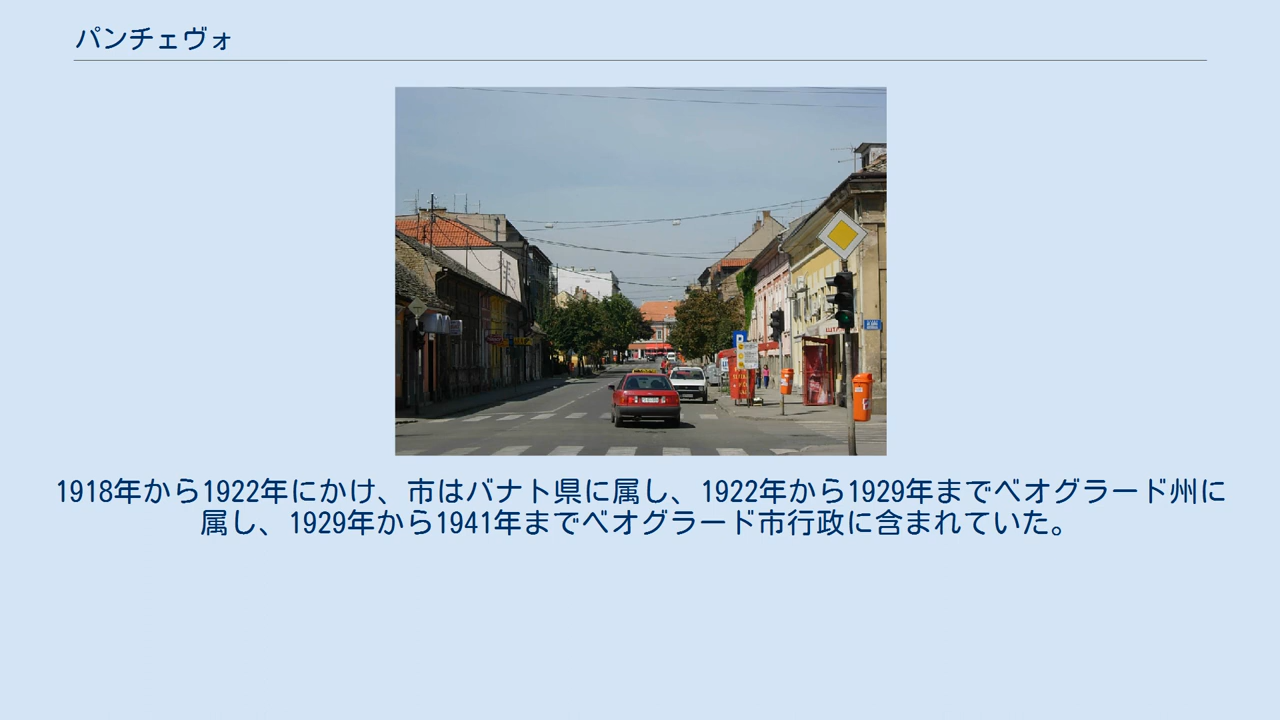 パンチェヴォ
1918年から1922年にかけ、市はバナト県に属し、1922年から1929年までベオグラード州に
属し、1929年から1941年までベオグラード市行政に含まれていた。